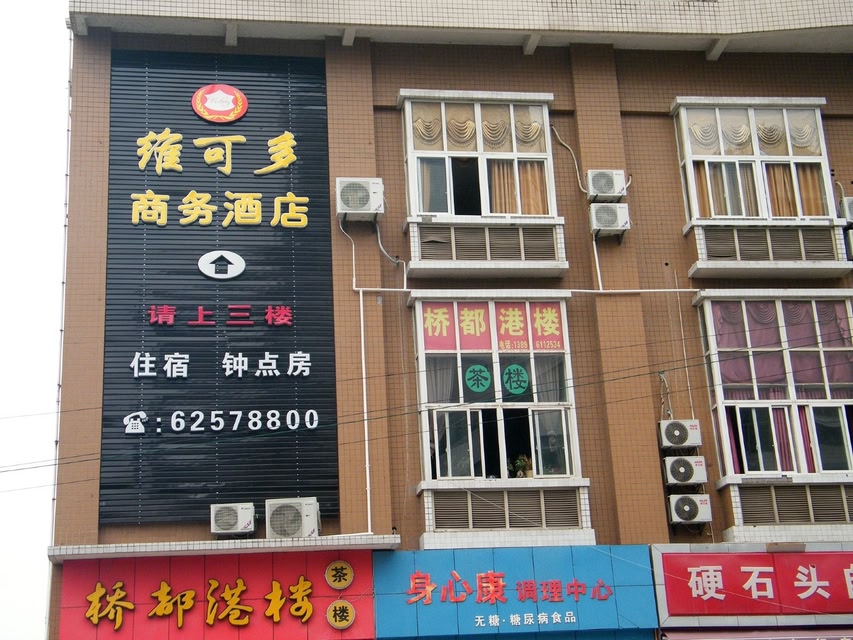 维可多
商务酒店
请上三楼
住宿 钟点房
☎:62578800
桥都港楼
6112534
茶楼
桥都港楼
茶楼
身心康调理中心
无糖·糖尿病食品
硬石头